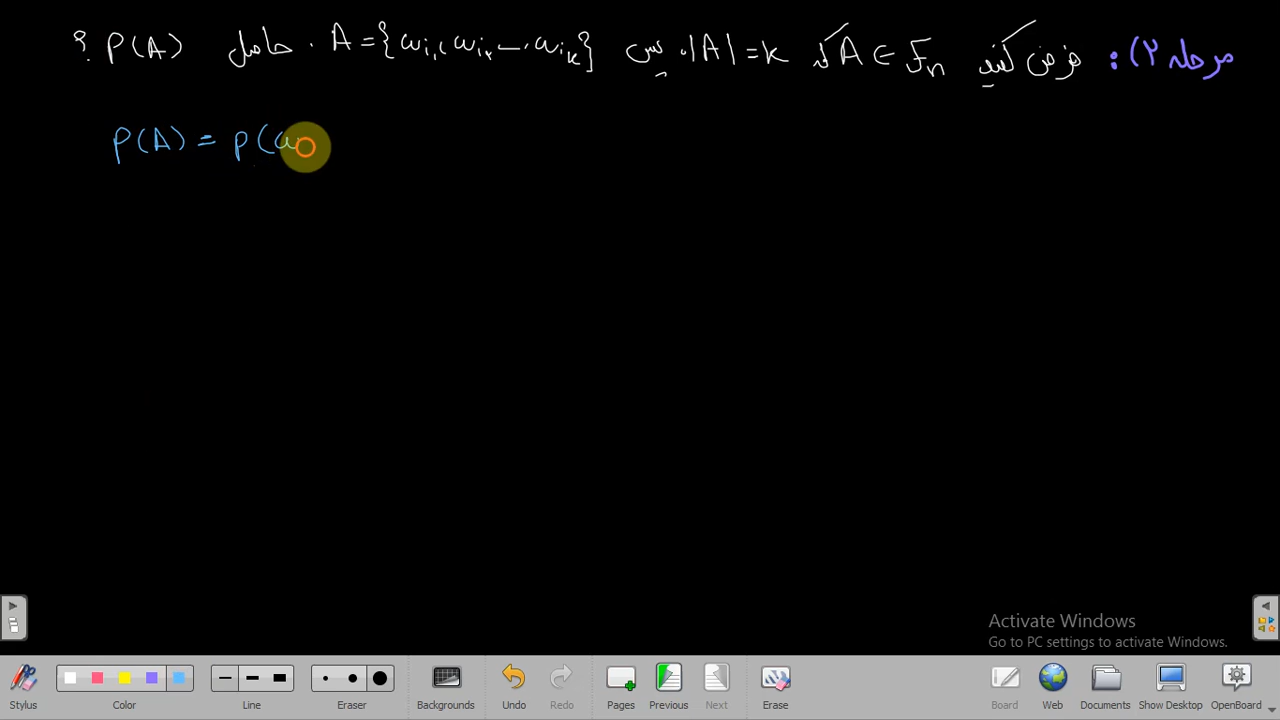 مرحله ۲): فرض کنید A ∈ Fₙ که |A| = k. پس A = {ω_{i₁}, ω_{i₂}, ... ω_{i_k}}. حاصل P(A) ؟
P(A) = P(ω
Activate Windows
Go to PC settings to activate Windows.
Stylus Color Line Eraser Backgrounds Undo Redo Pages Previous Next Erase Board Web Documents Show Desktop OpenBoard